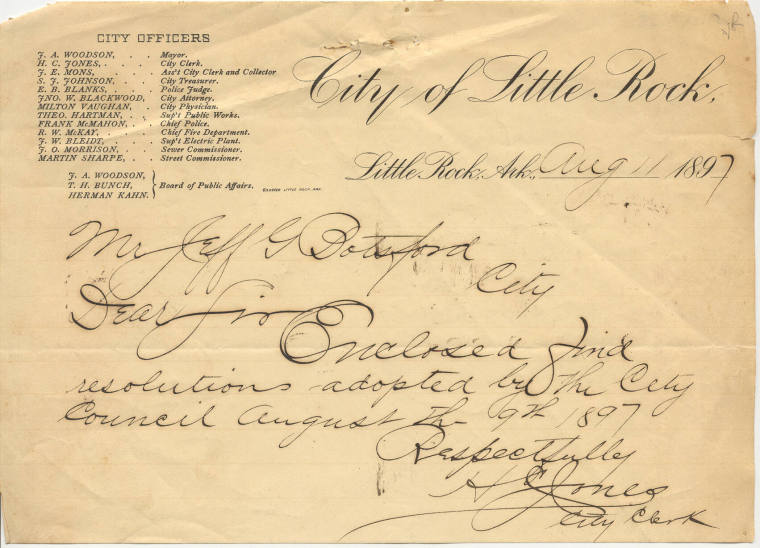 CITY OFFICERS
J. A. WOODSON, . . Mayor.
H. C. JONES, . . . City Clerk.
J. E. MONS, . . . Ass't City Clerk and Collector
S. J. JOHNSON, . . City Treasurer.
E. B. BLANKS, . . . Police Judge.
JNO. W. BLACKWOOD, City Attorney.
MILTON VAUGHAN, . City Physician.
THEO. HARTMAN, . . Sup't Public Works.
FRANK McMAHON, . Chief Police.
R. W. McKAY, . . Chief Fire Department.
J. W. BLEIDT, . . Sup't Electric Plant.
J. O. MORRISON, . . Sewer Commissioner.
MARTIN SHARPE, . . Street Commissioner.
J. A. WOODSON,
T. H. BUNCH, Board of Public Affairs.
HERMAN KAHN.
City of Little Rock.
Little Rock, Ark., Aug 11 1897
Mr Jeff G Botsford
City
Dear Sir
Enclosed find
resolutions adopted by the City
Council August the 9th 1897
Respectfully
H C Jones
City Clerk